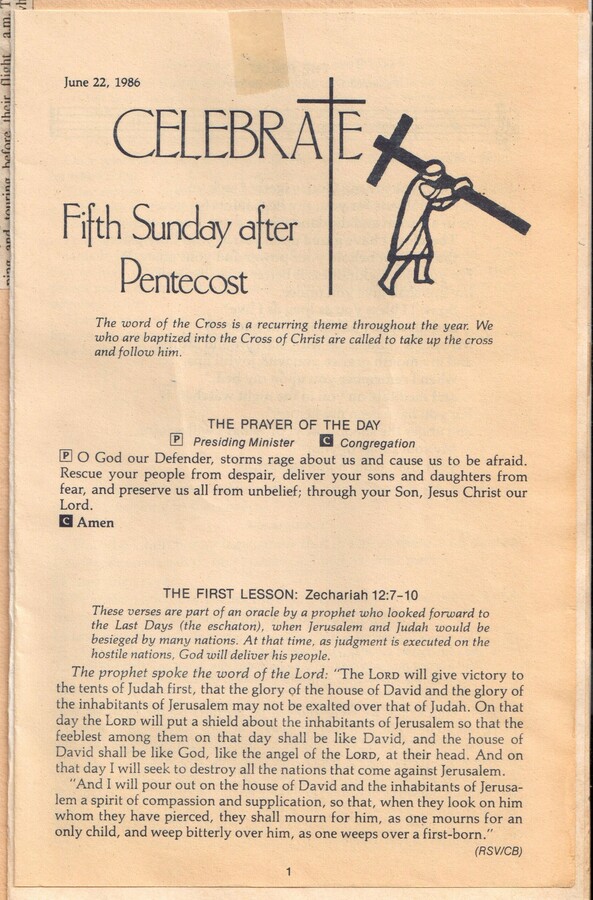 June 22, 1986
CELEBRATE
Fifth Sunday after
Pentecost
The word of the Cross is a recurring theme throughout the year. We
who are baptized into the Cross of Christ are called to take up the cross
and follow him.
THE PRAYER OF THE DAY
P Presiding Minister C Congregation
P O God our Defender, storms rage about us and cause us to be afraid.
Rescue your people from despair, deliver your sons and daughters from
fear, and preserve us all from unbelief; through your Son, Jesus Christ our
Lord.
C Amen
THE FIRST LESSON: Zechariah 12:7–10
These verses are part of an oracle by a prophet who looked forward to
the Last Days (the eschaton), when Jerusalem and Judah would be
besieged by many nations. At that time, as judgment is executed on the
hostile nations, God will deliver his people.
The prophet spoke the word of the Lord: "The LORD will give victory to
the tents of Judah first, that the glory of the house of David and the glory of
the inhabitants of Jerusalem may not be exalted over that of Judah. On that
day the LORD will put a shield about the inhabitants of Jerusalem so that the
feeblest among them on that day shall be like David, and the house of
David shall be like God, like the angel of the LORD, at their head. And on
that day I will seek to destroy all the nations that come against Jerusalem.
"And I will pour out on the house of David and the inhabitants of Jerusa-
lem a spirit of compassion and supplication, so that, when they look on him
whom they have pierced, they shall mourn for him, as one mourns for an
only child, and weep bitterly over him, as one weeps over a first-born."
(RSV/CB)
1
ping and touring before their flight a.m. T